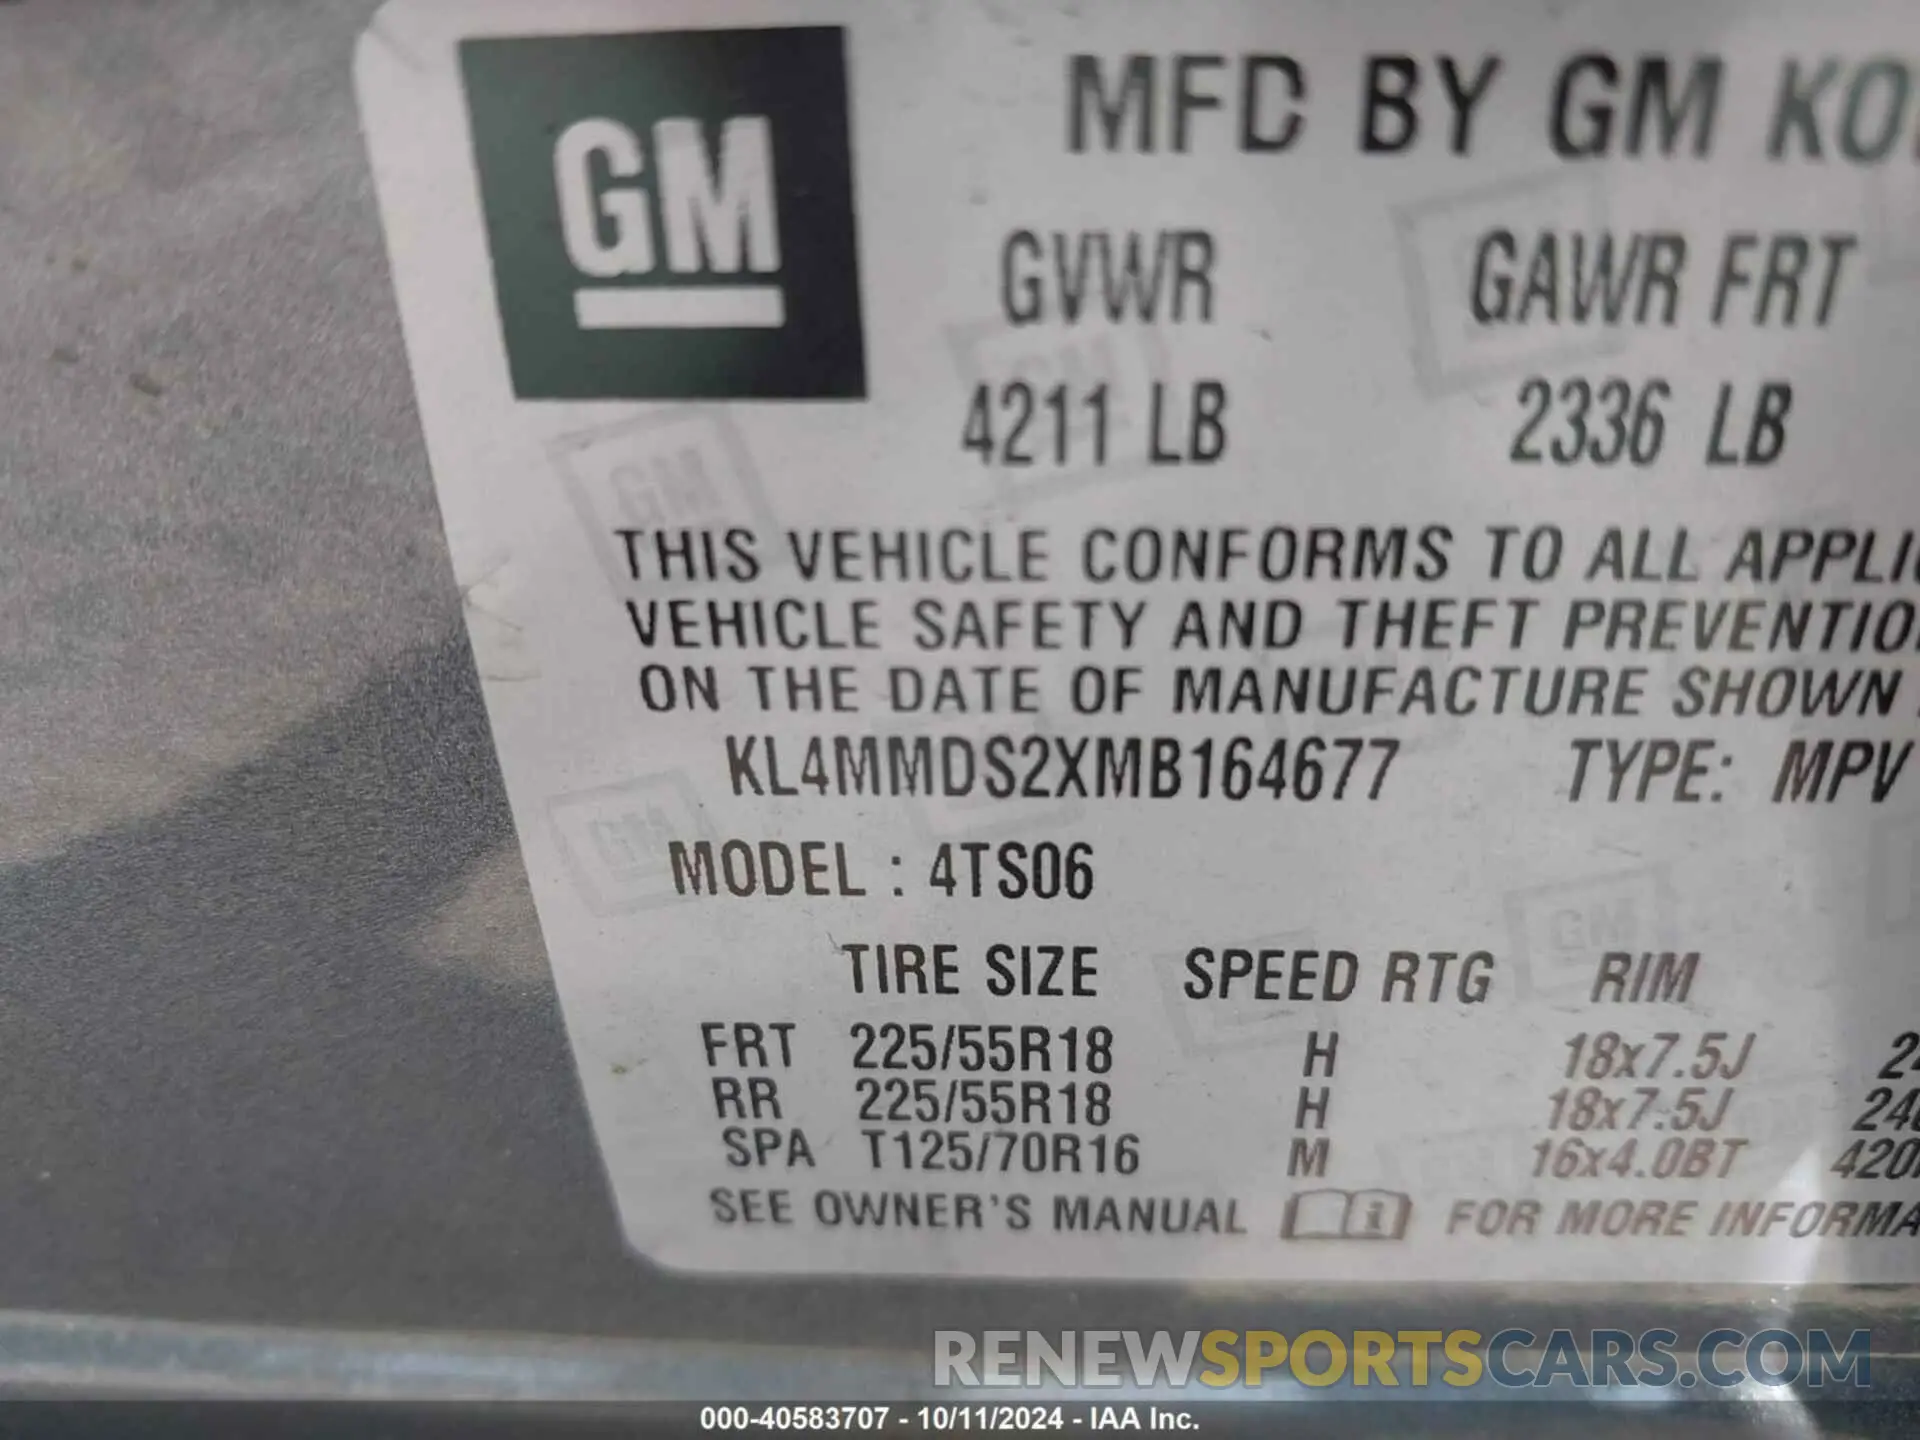 GM
MFD BY GM KO
GVWR GAWR FRT
4211 LB 2336 LB
THIS VEHICLE CONFORMS TO ALL APPLI
VEHICLE SAFETY AND THEFT PREVENTIO
ON THE DATE OF MANUFACTURE SHOWN
KL4MMDS2XMB164677 TYPE: MPV
MODEL : 4TS06
TIRE SIZE SPEED RTG RIM
FRT 225/55R18 H 18x7.5J 24
RR 225/55R18 H 18x7.5J 240
SPA T125/70R16 M 16x4.0BT 420
SEE OWNER'S MANUAL i FOR MORE INFORMA
RENEWSPORTSCARS.COM
000-40583707 - 10/11/2024 - IAA Inc.